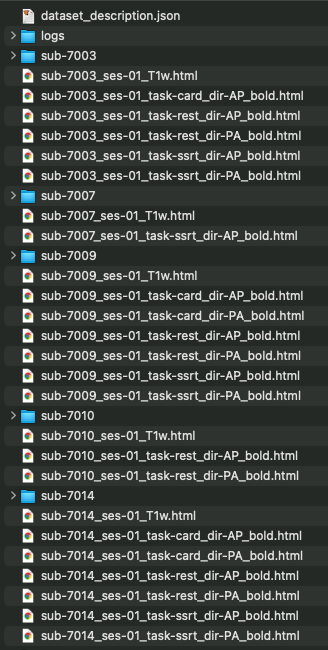 dataset_description.json
logs
sub-7003
sub-7003_ses-01_T1w.html
sub-7003_ses-01_task-card_dir-AP_bold.html
sub-7003_ses-01_task-rest_dir-AP_bold.html
sub-7003_ses-01_task-rest_dir-PA_bold.html
sub-7003_ses-01_task-ssrt_dir-AP_bold.html
sub-7003_ses-01_task-ssrt_dir-PA_bold.html
sub-7007
sub-7007_ses-01_T1w.html
sub-7007_ses-01_task-ssrt_dir-AP_bold.html
sub-7009
sub-7009_ses-01_T1w.html
sub-7009_ses-01_task-card_dir-AP_bold.html
sub-7009_ses-01_task-card_dir-PA_bold.html
sub-7009_ses-01_task-rest_dir-AP_bold.html
sub-7009_ses-01_task-rest_dir-PA_bold.html
sub-7009_ses-01_task-ssrt_dir-AP_bold.html
sub-7009_ses-01_task-ssrt_dir-PA_bold.html
sub-7010
sub-7010_ses-01_T1w.html
sub-7010_ses-01_task-rest_dir-AP_bold.html
sub-7010_ses-01_task-rest_dir-PA_bold.html
sub-7014
sub-7014_ses-01_T1w.html
sub-7014_ses-01_task-card_dir-AP_bold.html
sub-7014_ses-01_task-card_dir-PA_bold.html
sub-7014_ses-01_task-rest_dir-AP_bold.html
sub-7014_ses-01_task-rest_dir-PA_bold.html
sub-7014_ses-01_task-ssrt_dir-AP_bold.html
sub-7014_ses-01_task-ssrt_dir-PA_bold.html